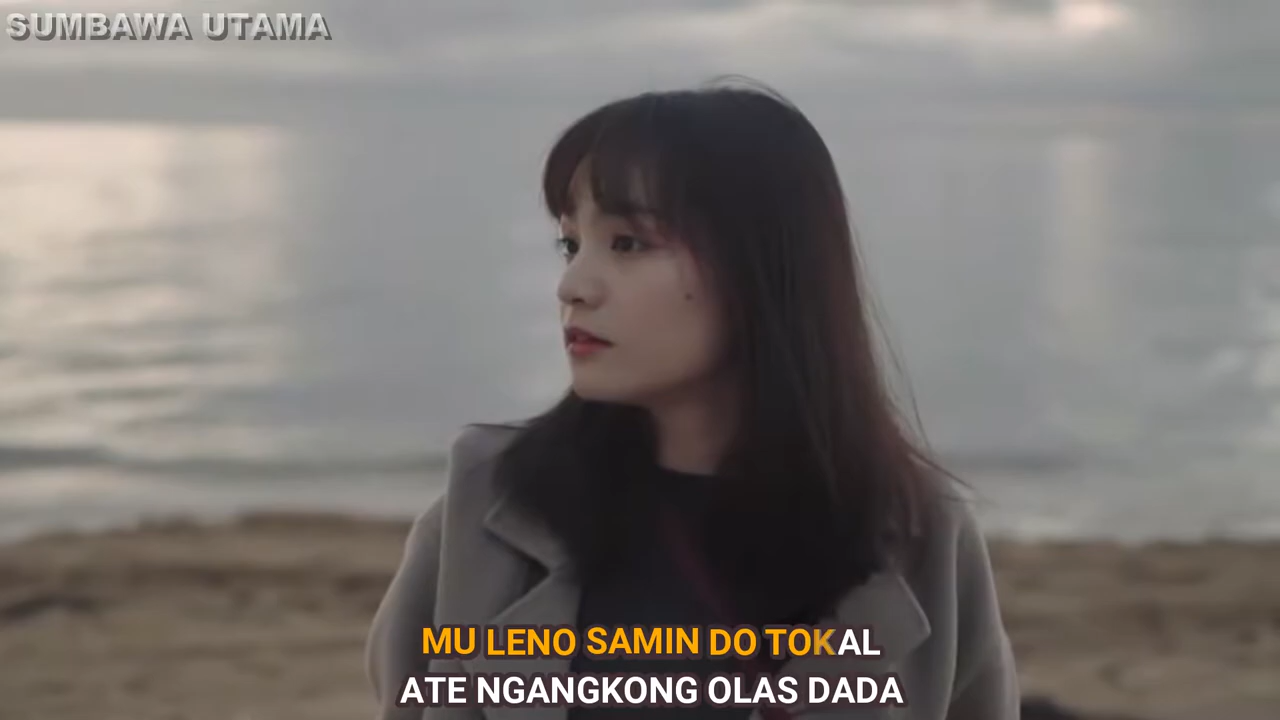 SUMBAWA UTAMA
MU LENO SAMIN DO TOKAL
ATE NGANGKONG OLAS DADA